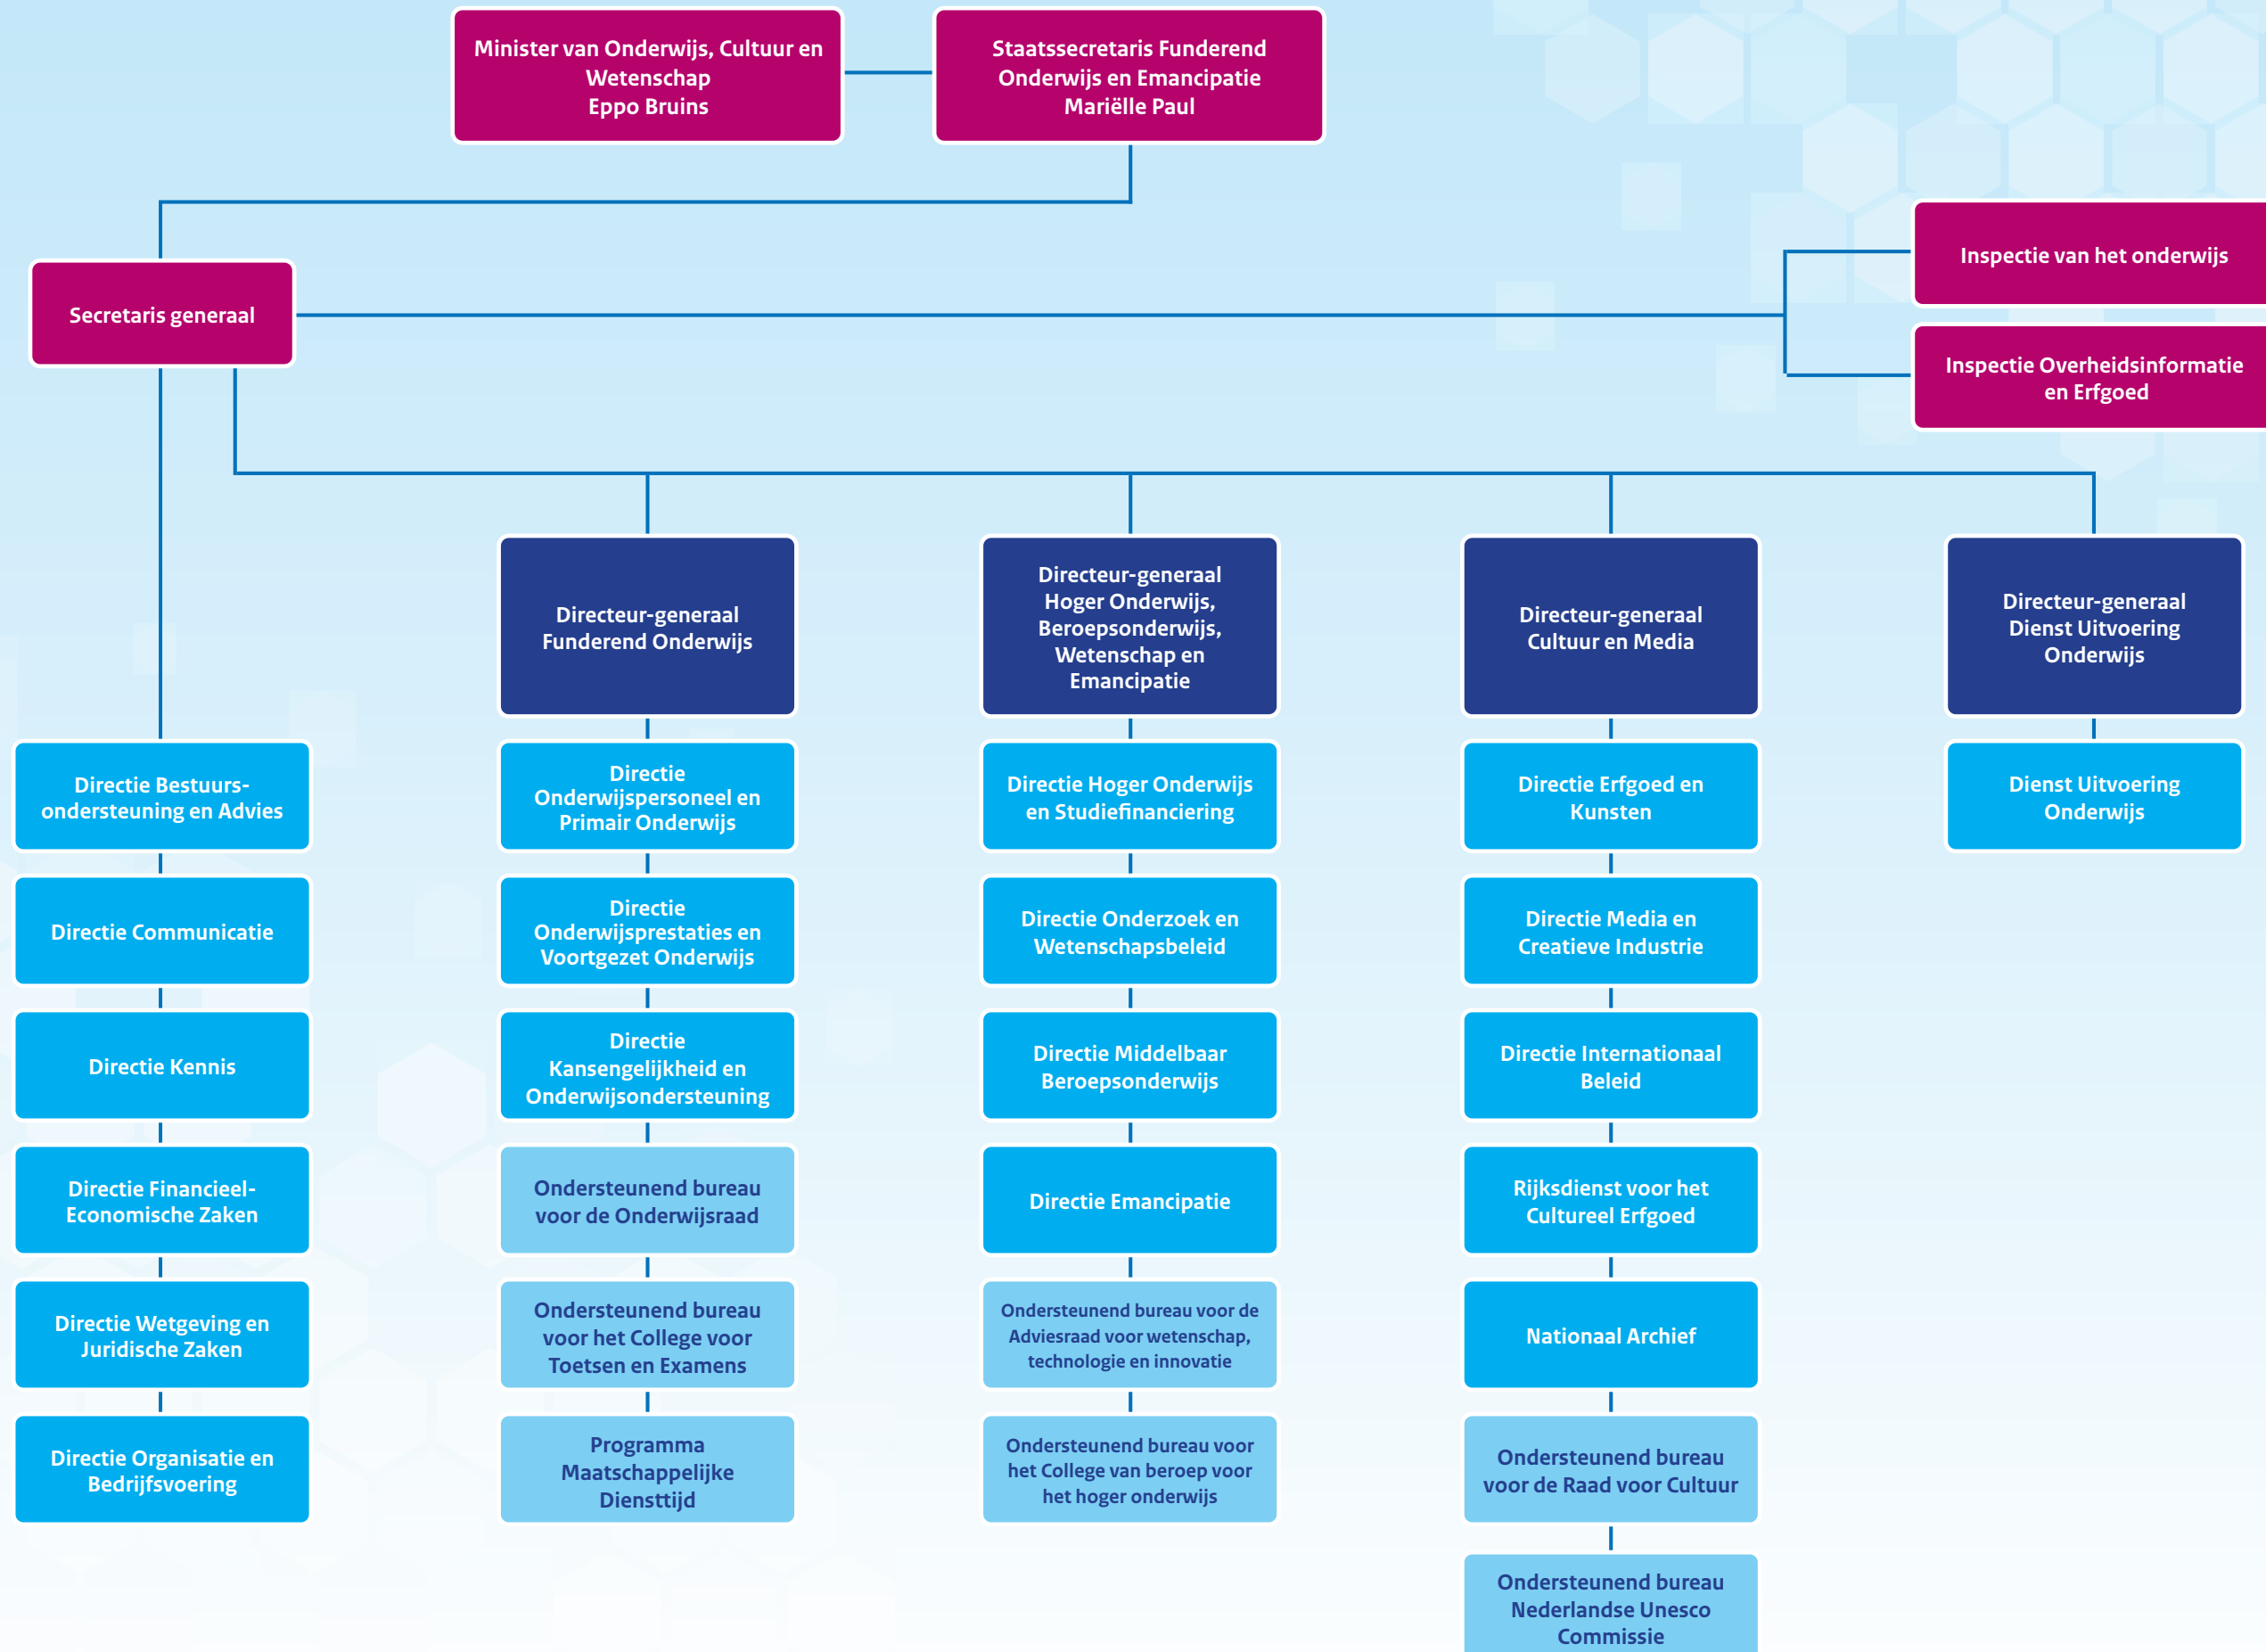 Minister van Onderwijs, Cultuur en
Wetenschap
Eppo Bruins
Staatssecretaris Funderend
Onderwijs en Emancipatie
Mariëlle Paul
Secretaris generaal
Inspectie van het onderwijs
Inspectie Overheidsinformatie
en Erfgoed
Directeur-generaal
Funderend Onderwijs
Directeur-generaal
Hoger Onderwijs,
Beroepsonderwijs,
Wetenschap en
Emancipatie
Directeur-generaal
Cultuur en Media
Directeur-generaal
Dienst Uitvoering
Onderwijs
Directie Bestuurs-
ondersteuning en Advies
Directie Communicatie
Directie Kennis
Directie Financieel-
Economische Zaken
Directie Wetgeving en
Juridische Zaken
Directie Organisatie en
Bedrijfsvoering
Directie
Onderwijspersoneel en
Primair Onderwijs
Directie
Onderwijsprestaties en
Voortgezet Onderwijs
Directie
Kansengelijkheid en
Onderwijsondersteuning
Ondersteunend bureau
voor de Onderwijsraad
Ondersteunend bureau
voor het College voor
Toetsen en Examens
Programma
Maatschappelijke
Diensttijd
Directie Hoger Onderwijs
en Studiefinanciering
Directie Onderzoek en
Wetenschapsbeleid
Directie Middelbaar
Beroepsonderwijs
Directie Emancipatie
Ondersteunend bureau voor de
Adviesraad voor wetenschap,
technologie en innovatie
Ondersteunend bureau voor
het College van beroep voor
het hoger onderwijs
Directie Erfgoed en
Kunsten
Directie Media en
Creatieve Industrie
Directie Internationaal
Beleid
Rijksdienst voor het
Cultureel Erfgoed
Nationaal Archief
Ondersteunend bureau
voor de Raad voor Cultuur
Ondersteunend bureau
Nederlandse Unesco
Commissie
Dienst Uitvoering
Onderwijs